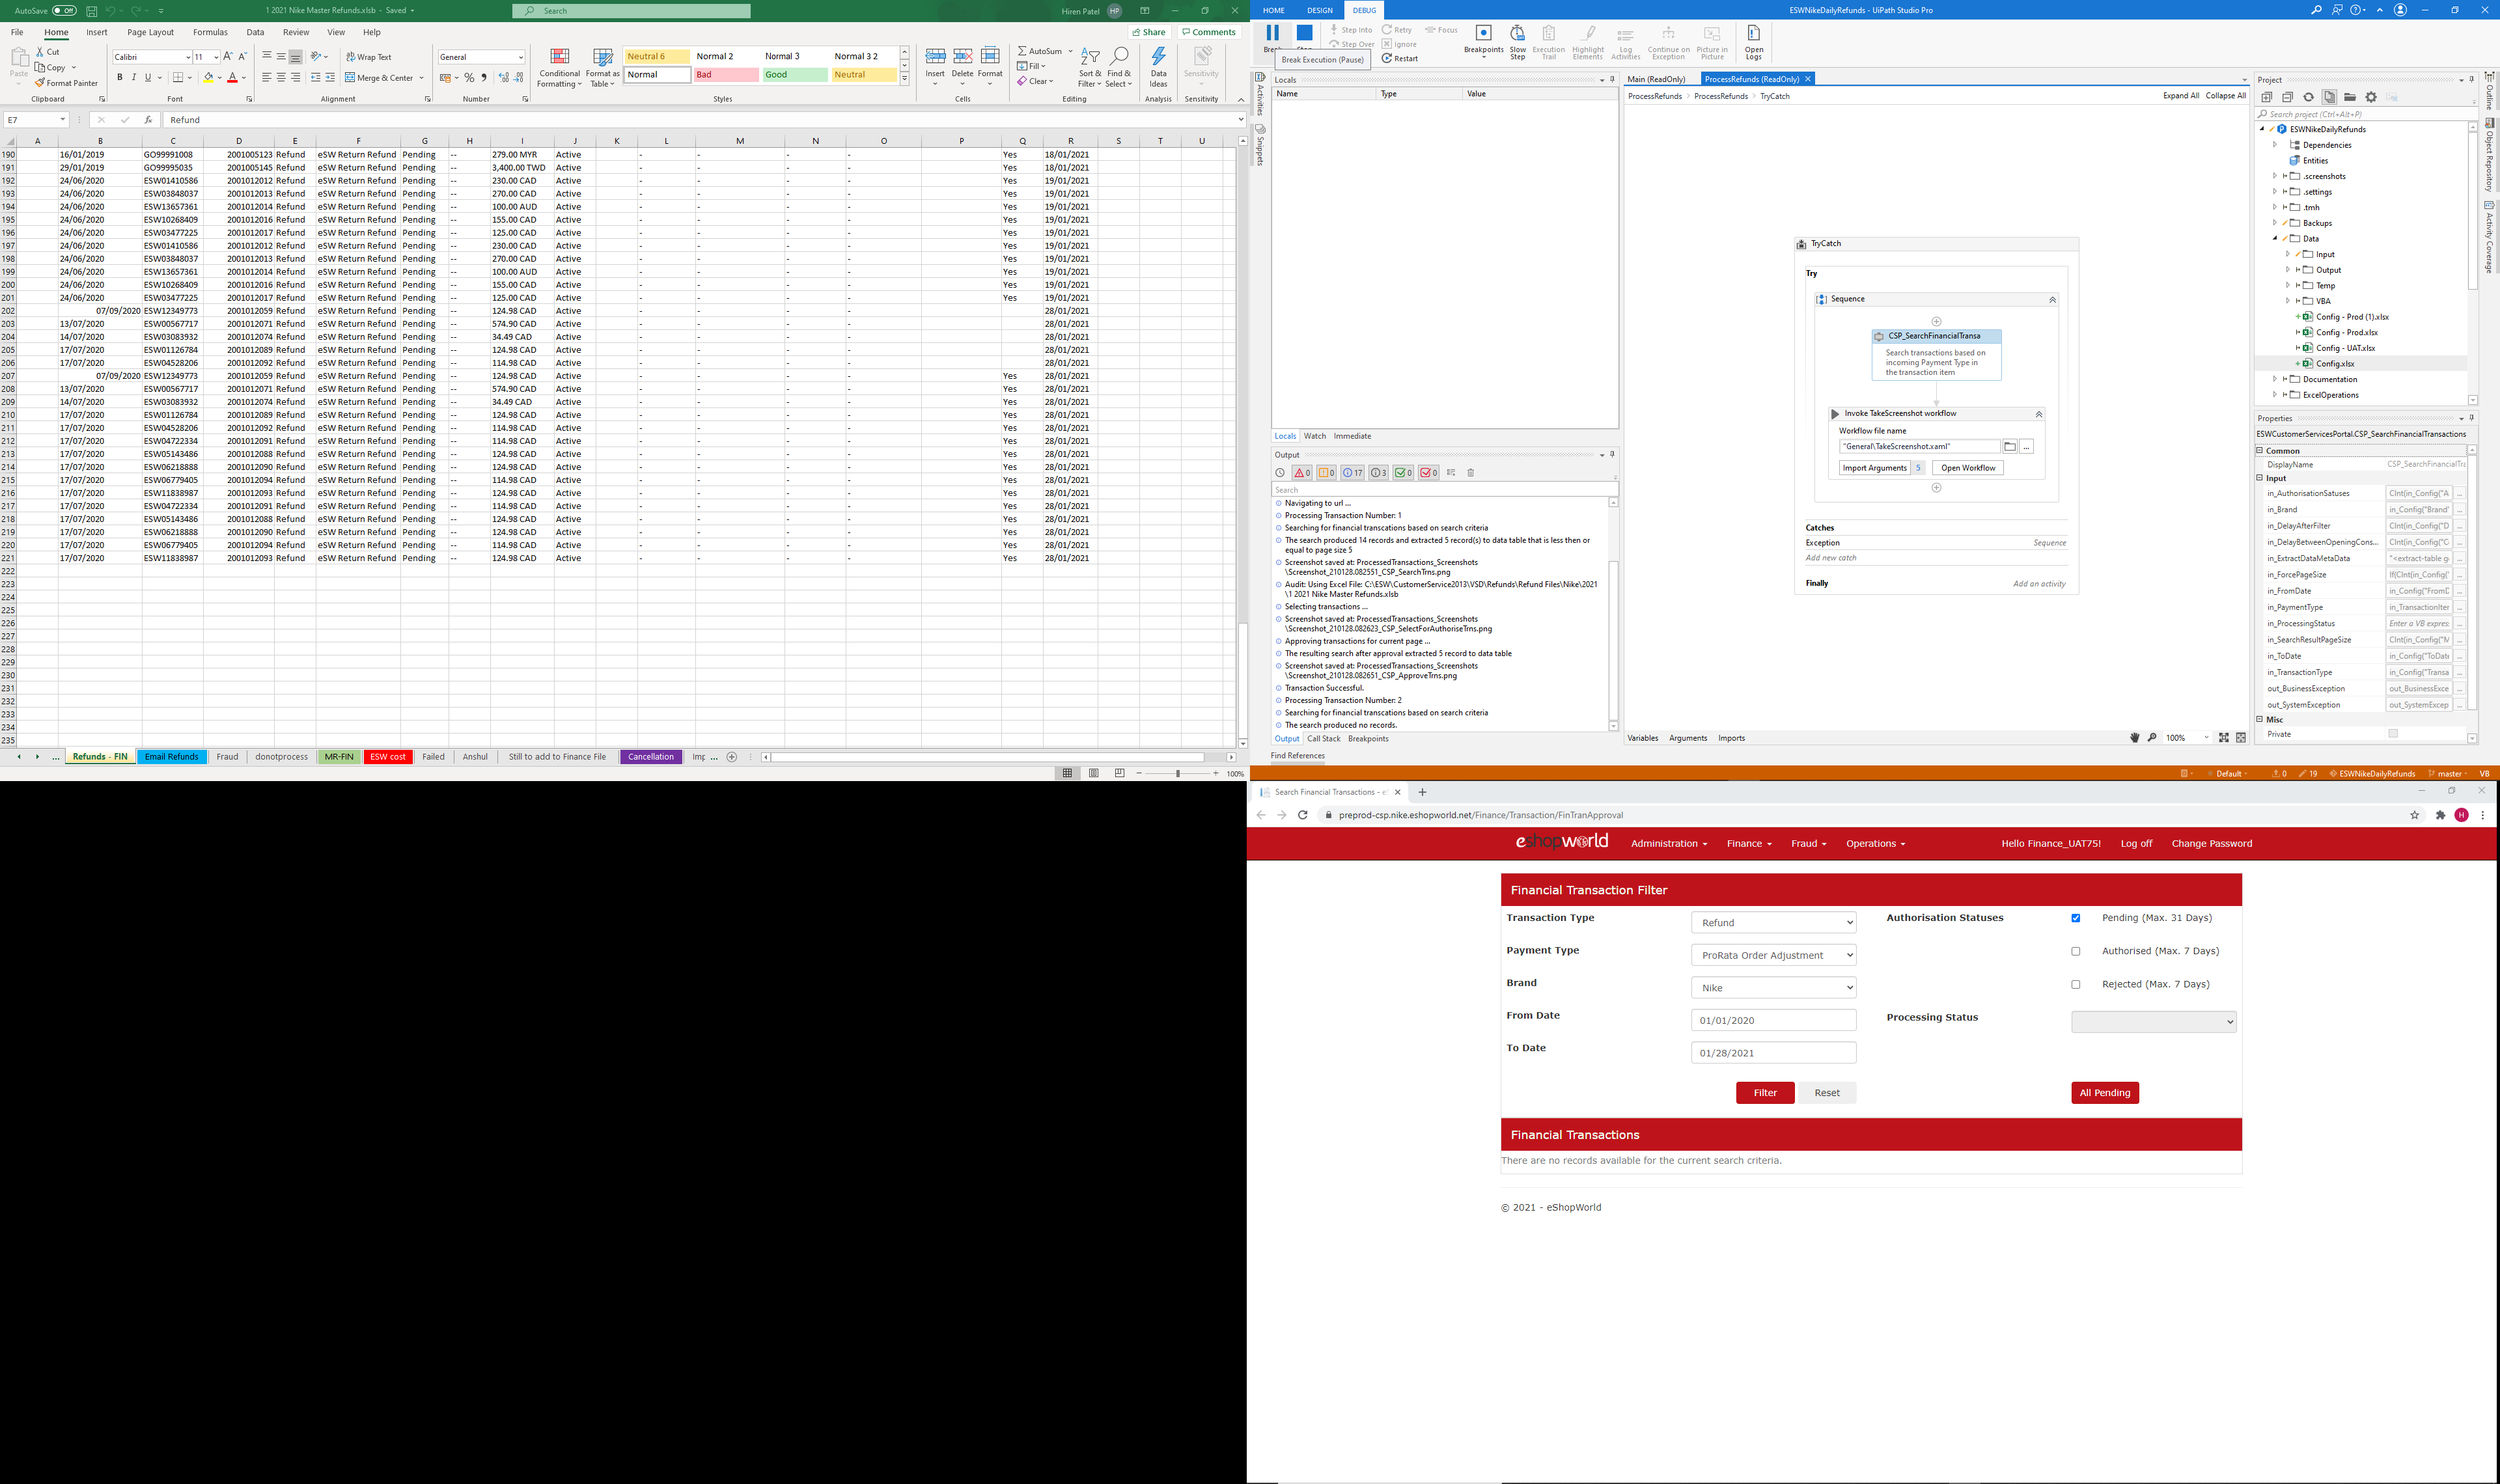 AutoSave Off 1 2021 Nike Master Refunds.xlsb - Saved Search Hiren Patel HP
File Home Insert Page Layout Formulas Data Review View Help Share Comments
Paste Cut Copy Format Painter Clipboard
Calibri 11 B I U Font
Wrap Text Merge & Center Alignment
General Number
Conditional Formatting Format as Table
Neutral 6 Normal 2 Normal 3 Normal 3 2
Normal Bad Good Neutral
Styles
Insert Delete Format Cells
AutoSum Fill Clear Sort & Filter Find & Select Editing
Data Ideas Analysis Sensitivity Sensitivity
E7 fx Refund
A B C D E F G H I J K L M N O P Q R S T U
190 16/01/2019 GO99991008 2001005123 Refund eSW Return Refund Pending -- 279.00 MYR Active - - - - Yes 18/01/2021
191 29/01/2019 GO99995035 2001005145 Refund eSW Return Refund Pending -- 3,400.00 TWD Active - - - - Yes 18/01/2021
192 24/06/2020 ESW01410586 2001012012 Refund eSW Return Refund Pending -- 230.00 CAD Active - - - - Yes 19/01/2021
193 24/06/2020 ESW03848037 2001012013 Refund eSW Return Refund Pending -- 270.00 CAD Active - - - - Yes 19/01/2021
194 24/06/2020 ESW13657361 2001012014 Refund eSW Return Refund Pending -- 100.00 AUD Active - - - - Yes 19/01/2021
195 24/06/2020 ESW10268409 2001012016 Refund eSW Return Refund Pending -- 155.00 CAD Active - - - - Yes 19/01/2021
196 24/06/2020 ESW03477225 2001012017 Refund eSW Return Refund Pending -- 125.00 CAD Active - - - - Yes 19/01/2021
197 24/06/2020 ESW01410586 2001012012 Refund eSW Return Refund Pending -- 230.00 CAD Active - - - - Yes 19/01/2021
198 24/06/2020 ESW03848037 2001012013 Refund eSW Return Refund Pending -- 270.00 CAD Active - - - - Yes 19/01/2021
199 24/06/2020 ESW13657361 2001012014 Refund eSW Return Refund Pending -- 100.00 AUD Active - - - - Yes 19/01/2021
200 24/06/2020 ESW10268409 2001012016 Refund eSW Return Refund Pending -- 155.00 CAD Active - - - - Yes 19/01/2021
201 24/06/2020 ESW03477225 2001012017 Refund eSW Return Refund Pending -- 125.00 CAD Active - - - - Yes 19/01/2021
202 07/09/2020 ESW12349773 2001012059 Refund eSW Return Refund Pending -- 124.98 CAD Active - - - - 28/01/2021
203 13/07/2020 ESW00567717 2001012071 Refund eSW Return Refund Pending -- 574.90 CAD Active - - - - 28/01/2021
204 14/07/2020 ESW03083932 2001012074 Refund eSW Return Refund Pending -- 34.49 CAD Active - - - - 28/01/2021
205 17/07/2020 ESW01126784 2001012089 Refund eSW Return Refund Pending -- 124.98 CAD Active - - - - 28/01/2021
206 17/07/2020 ESW04528206 2001012092 Refund eSW Return Refund Pending -- 114.98 CAD Active - - - - 28/01/2021
207 07/09/2020 ESW12349773 2001012059 Refund eSW Return Refund Pending -- 124.98 CAD Active - - - - Yes 28/01/2021
208 13/07/2020 ESW00567717 2001012071 Refund eSW Return Refund Pending -- 574.90 CAD Active - - - - Yes 28/01/2021
209 14/07/2020 ESW03083932 2001012074 Refund eSW Return Refund Pending -- 34.49 CAD Active - - - - Yes 28/01/2021
210 17/07/2020 ESW01126784 2001012089 Refund eSW Return Refund Pending -- 124.98 CAD Active - - - - Yes 28/01/2021
211 17/07/2020 ESW04528206 2001012092 Refund eSW Return Refund Pending -- 114.98 CAD Active - - - - Yes 28/01/2021
212 17/07/2020 ESW04722334 2001012091 Refund eSW Return Refund Pending -- 114.98 CAD Active - - - - Yes 28/01/2021
213 17/07/2020 ESW05143486 2001012088 Refund eSW Return Refund Pending -- 124.98 CAD Active - - - - Yes 28/01/2021
214 17/07/2020 ESW06218888 2001012090 Refund eSW Return Refund Pending -- 124.98 CAD Active - - - - Yes 28/01/2021
215 17/07/2020 ESW06779405 2001012094 Refund eSW Return Refund Pending -- 114.98 CAD Active - - - - Yes 28/01/2021
216 17/07/2020 ESW11838987 2001012093 Refund eSW Return Refund Pending -- 124.98 CAD Active - - - - Yes 28/01/2021
217 17/07/2020 ESW04722334 2001012091 Refund eSW Return Refund Pending -- 114.98 CAD Active - - - - Yes 28/01/2021
218 17/07/2020 ESW05143486 2001012088 Refund eSW Return Refund Pending -- 124.98 CAD Active - - - - Yes 28/01/2021
219 17/07/2020 ESW06218888 2001012090 Refund eSW Return Refund Pending -- 124.98 CAD Active - - - - Yes 28/01/2021
220 17/07/2020 ESW06779405 2001012094 Refund eSW Return Refund Pending -- 114.98 CAD Active - - - - Yes 28/01/2021
221 17/07/2020 ESW11838987 2001012093 Refund eSW Return Refund Pending -- 124.98 CAD Active - - - - Yes 28/01/2021
222
223
224
225
226
227
228
229
230
231
232
233
234
235
... Refunds - FIN Email Refunds Fraud donotprocess MR-FIN ESW cost Failed Anshul Still to add to Finance File Cancellation Imp ...
100%
HOME DESIGN DEBUG ESWNikeDailyRefunds - UiPath Studio Pro
Break Stop Step Into Step Over Retry Ignore Restart Focus
Breakpoints Slow Step Execution Trail Highlight Elements Log Activities Continue on Exception Picture in Picture Open Logs
Break Execution (Pause)
Activities
Snippets
Locals
Name Type Value
Locals Watch Immediate
Output
0 0 17 3 0 0
Search
Navigating to url ...
Processing Transaction Number: 1
Searching for financial transcations based on search criteria
The search produced 14 records and extracted 5 record(s) to data table that is less then or
equal to page size 5
Screenshot saved at: ProcessedTransactions_Screenshots
\Screenshot_210128.082551_CSP_SearchTrns.png
Audit: Using Excel File: C:\ESW\CustomerService2013\VSD\Refunds\Refund Files\Nike\2021
\1 2021 Nike Master Refunds.xlsb
Selecting transactions ...
Screenshot saved at: ProcessedTransactions_Screenshots
\Screenshot_210128.082623_CSP_SelectForAuthoriseTrns.png
Approving transactions for current page ...
The resulting search after approval extracted 5 record to data table
Screenshot saved at: ProcessedTransactions_Screenshots
\Screenshot_210128.082651_CSP_ApproveTrns.png
Transaction Successful.
Processing Transaction Number: 2
Searching for financial transcations based on search criteria
The search produced no records.
Output Call Stack Breakpoints
Find References
Main (ReadOnly) ProcessRefunds (ReadOnly)
ProcessRefunds > ProcessRefunds > TryCatch Expand All Collapse All
TryCatch
Try
Sequence
CSP_SearchFinancialTransa
Search transactions based on
incoming Payment Type in
the transaction item
Invoke TakeScreenshot workflow
Workflow file name
"General\TakeScreenshot.xaml" ...
Import Arguments 5 Open Workflow
Catches
Exception Sequence
Add new catch
Finally Add an activity
Variables Arguments Imports 100%
Project
Search project (Ctrl+Alt+P)
ESWNikeDailyRefunds
Dependencies
Entities
.screenshots
.settings
.tmh
Backups
Data
Input
Output
Temp
VBA
Config - Prod (1).xlsx
Config - Prod.xlsx
Config - UAT.xlsx
Config.xlsx
Documentation
ExcelOperations
Properties
ESWCustomerServicesPortal.CSP_SearchFinancialTransactions
Common
DisplayName CSP_SearchFinancialTra
Input
in_AuthorisationSatuses CInt(in_Config("A ...
in_Brand in_Config("Brand" ...
in_DelayAfterFilter CInt(in_Config("D ...
in_DelayBetweenOpeningCons... CInt(in_Config("C ...
in_ExtractDataMetaData "<extract-table g ...
in_ForcePageSize If(CInt(in_Config(" ...
in_FromDate in_Config("FromD ...
in_PaymentType in_TransactionIter ...
in_ProcessingStatus Enter a VB expres: ...
in_SearchResultPageSize CInt(in_Config("M ...
in_ToDate in_Config("ToDate ...
in_TransactionType in_Config("Transa ...
out_BusinessException out_BusinessExce ...
out_SystemException out_SystemExcep ...
Misc
Private
Outline
Object Repository
Activity Coverage
Default 0 19 ESWNikeDailyRefunds master VB
Search Financial Transactions - e
preprod-csp.nike.eshopworld.net/Finance/Transaction/FinTranApproval H
eshopworld Administration Finance Fraud Operations Hello Finance_UAT75! Log off Change Password
Financial Transaction Filter
Transaction Type Refund Authorisation Statuses Pending (Max. 31 Days)
Payment Type ProRata Order Adjustment Authorised (Max. 7 Days)
Brand Nike Rejected (Max. 7 Days)
From Date 01/01/2020 Processing Status
To Date 01/28/2021
Filter Reset All Pending
Financial Transactions
There are no records available for the current search criteria.
© 2021 - eShopWorld